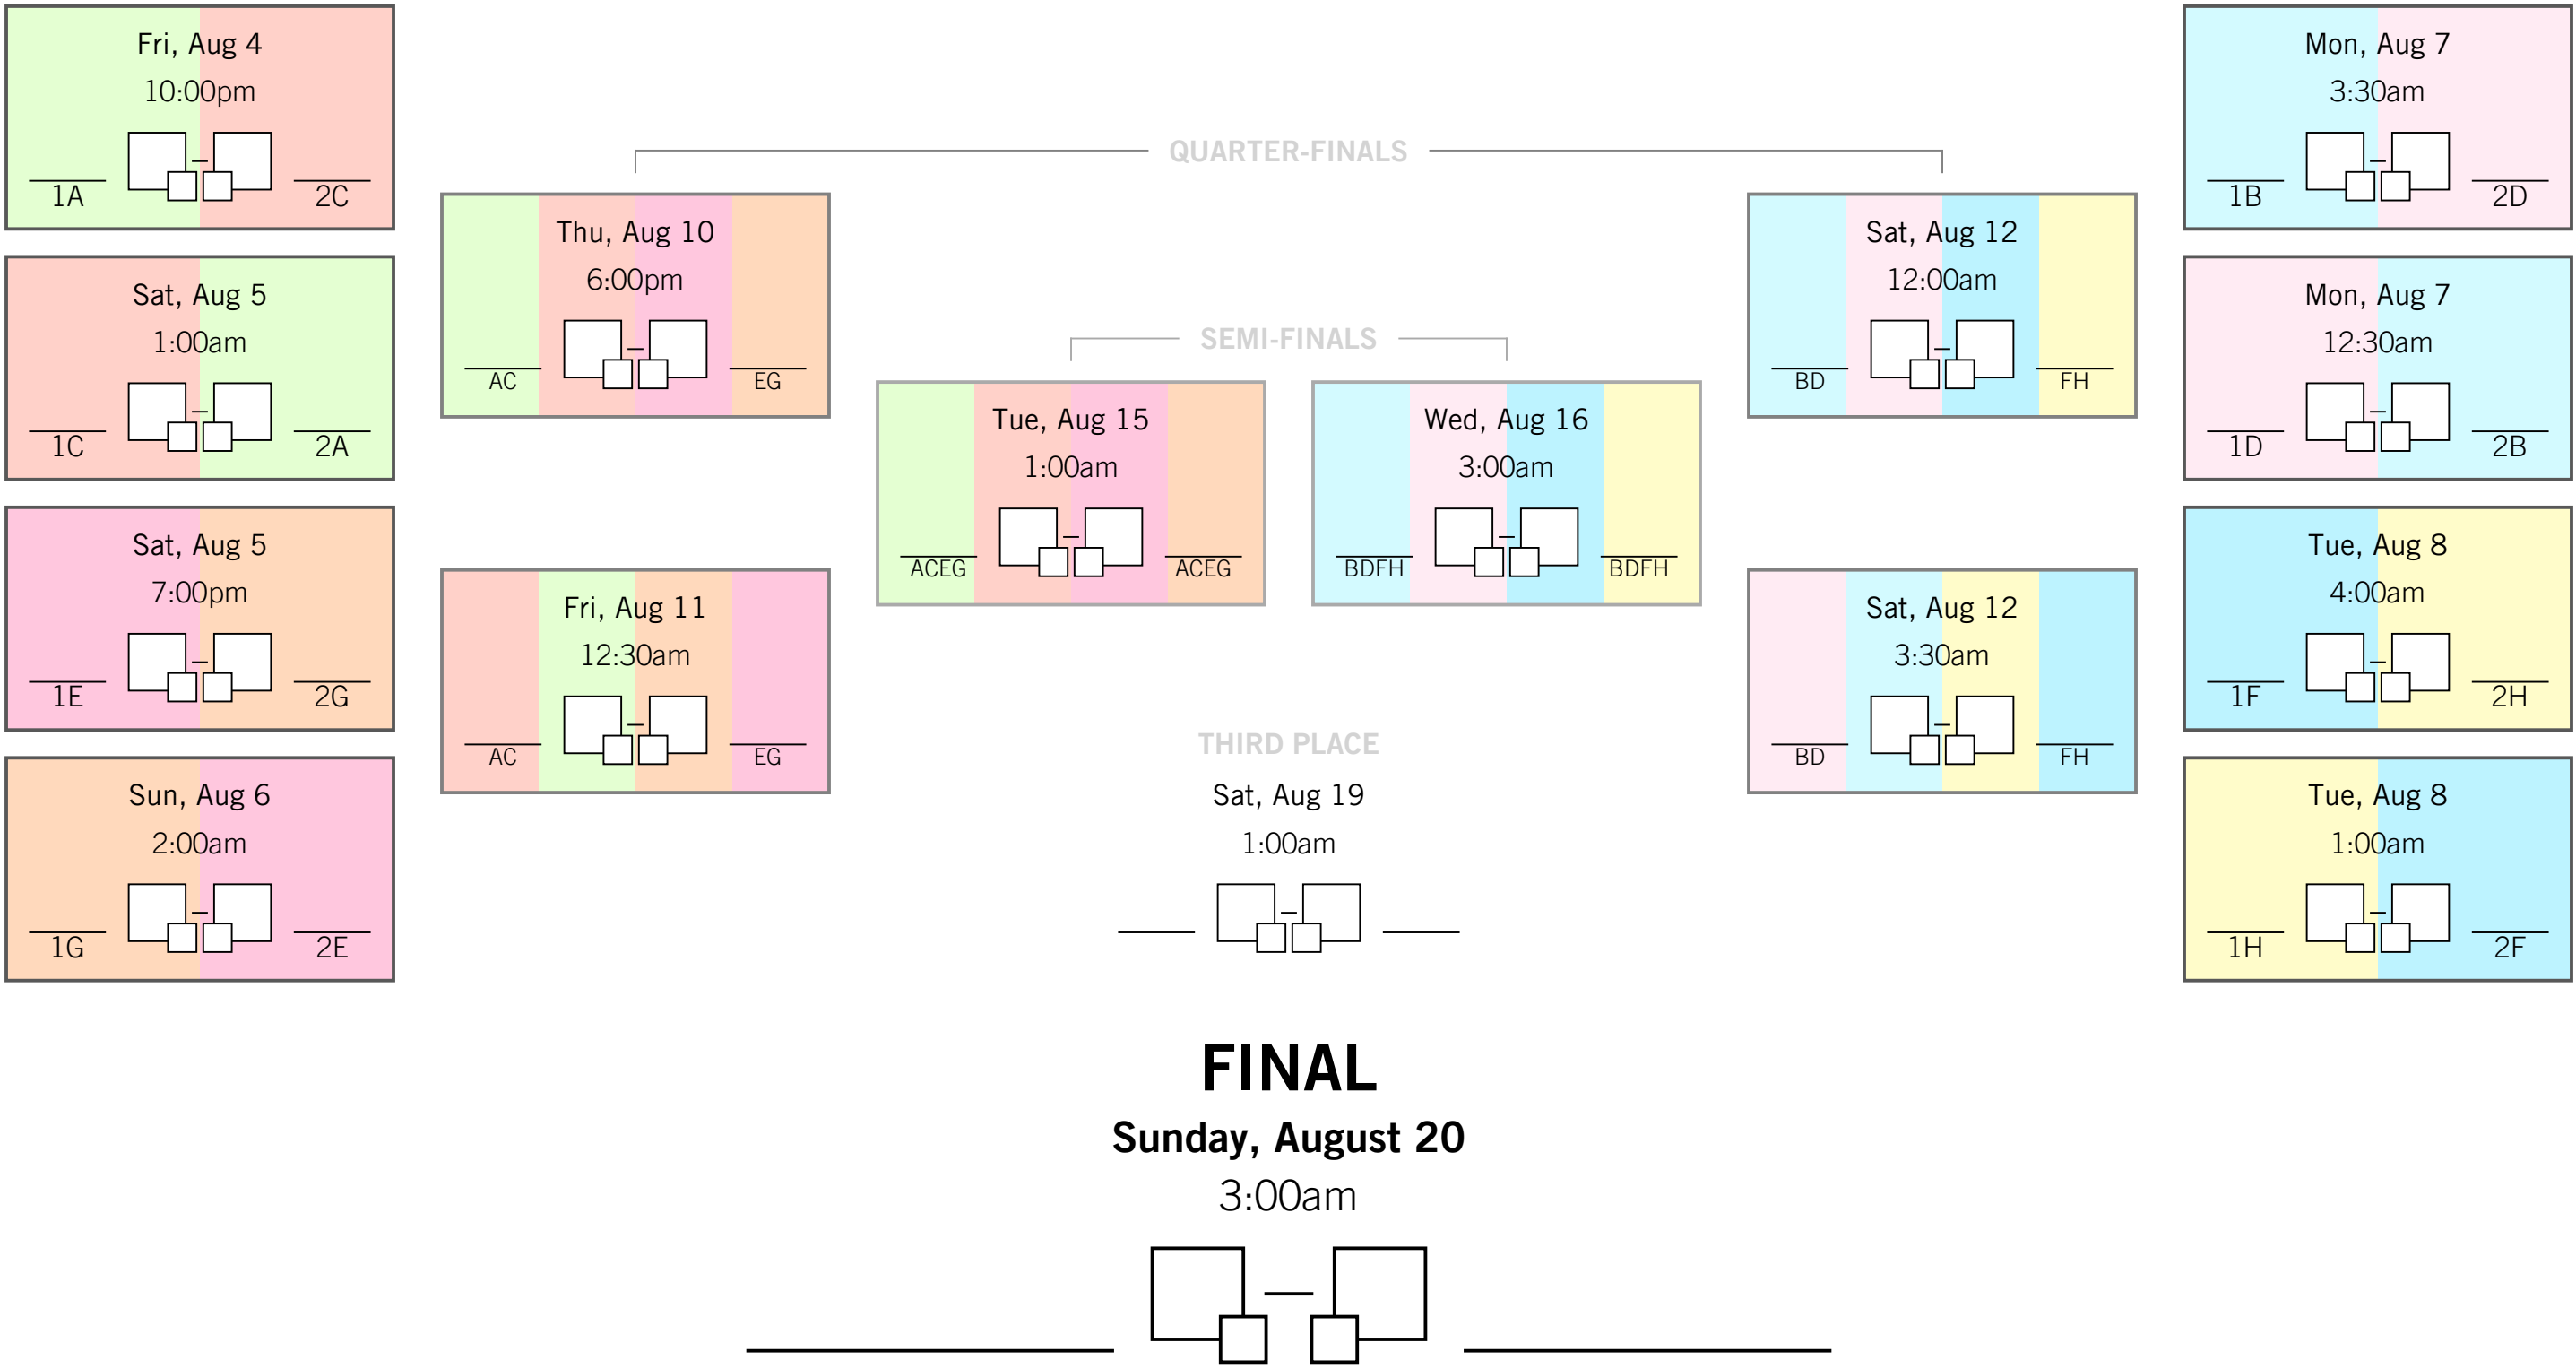 Fri, Aug 4
10:00pm
1A
2C
Sat, Aug 5
1:00am
1C
2A
Sat, Aug 5
7:00pm
1E
2G
Sun, Aug 6
2:00am
1G
2E
QUARTER-FINALS
Thu, Aug 10
6:00pm
AC
EG
Fri, Aug 11
12:30am
AC
EG
SEMI-FINALS
Tue, Aug 15
1:00am
ACEG
ACEG
Wed, Aug 16
3:00am
BDFH
BDFH
Sat, Aug 12
12:00am
BD
FH
Sat, Aug 12
3:30am
BD
FH
Mon, Aug 7
3:30am
1B
2D
Mon, Aug 7
12:30am
1D
2B
Tue, Aug 8
4:00am
1F
2H
Tue, Aug 8
1:00am
1H
2F
THIRD PLACE
Sat, Aug 19
1:00am
FINAL
Sunday, August 20
3:00am